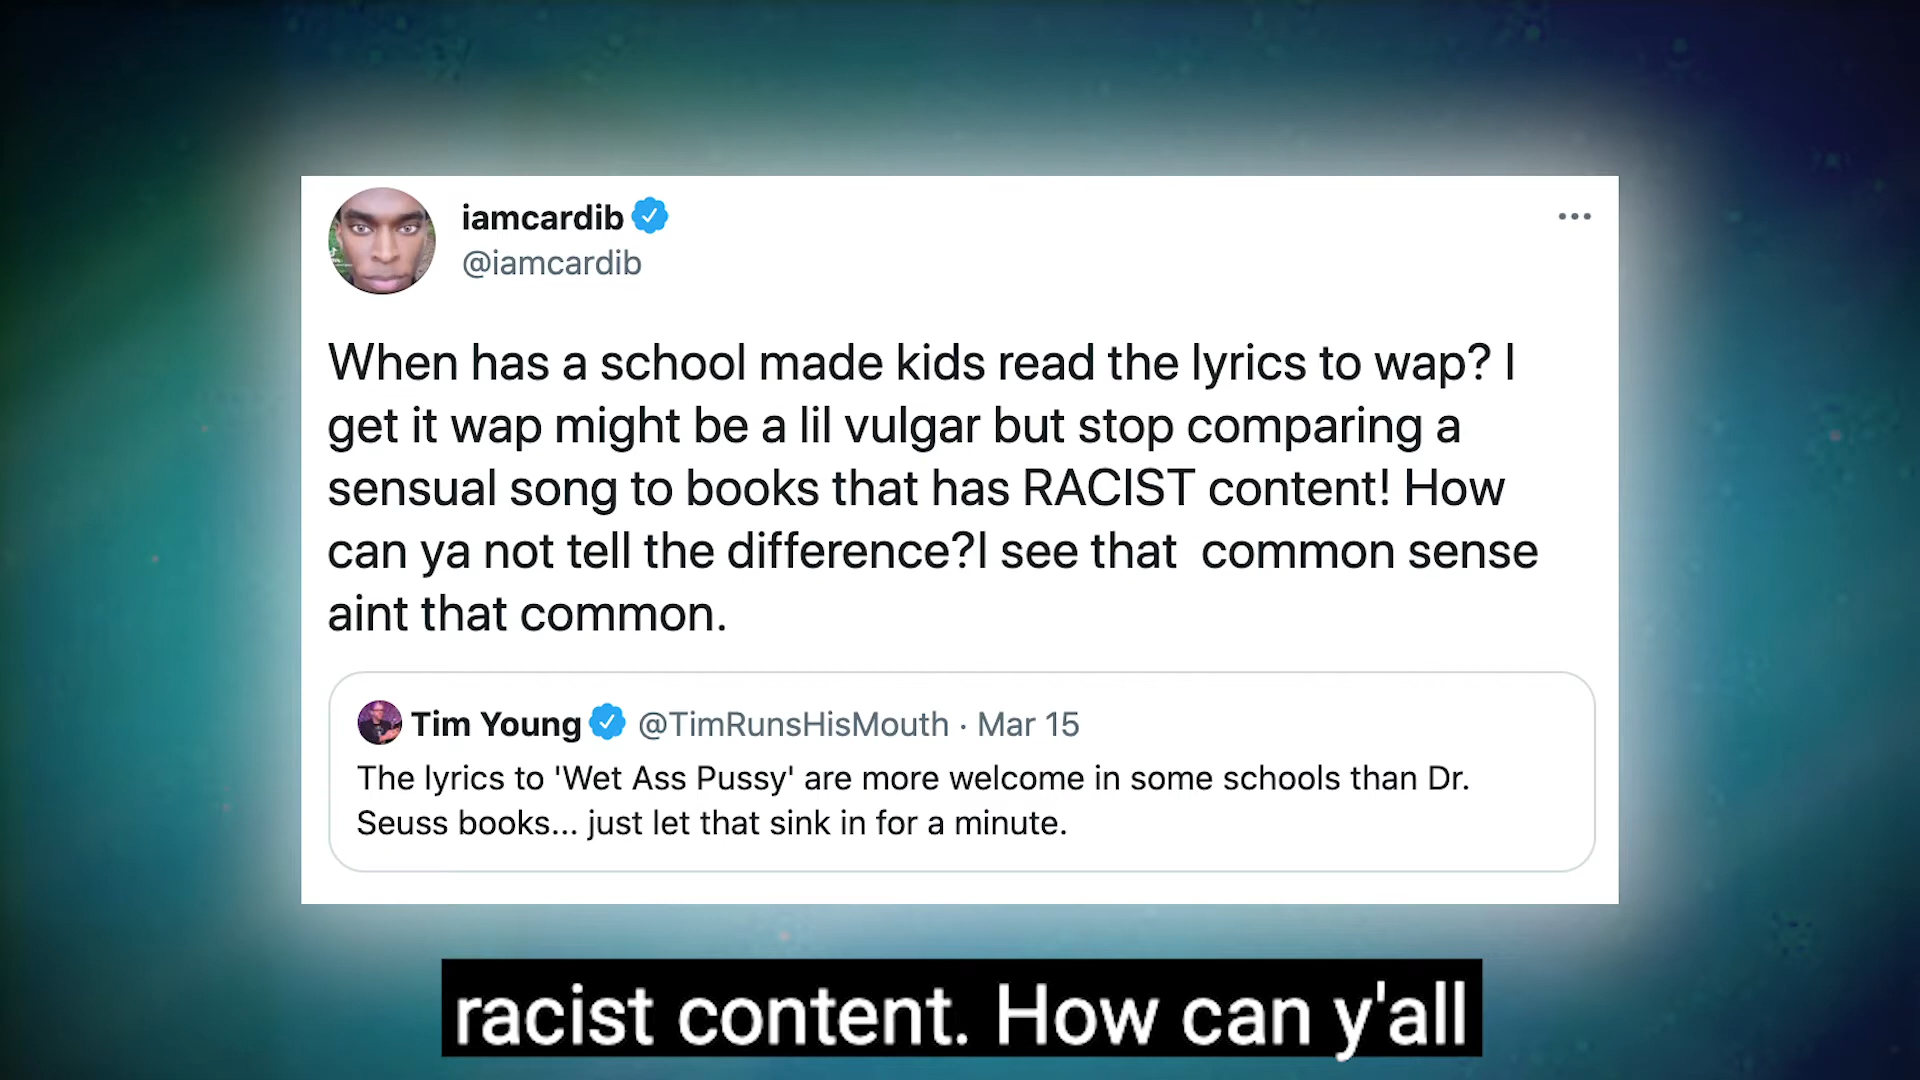 iamcardib
@iamcardib
When has a school made kids read the lyrics to wap? I
get it wap might be a lil vulgar but stop comparing a
sensual song to books that has RACIST content! How
can ya not tell the difference?I see that  common sense
aint that common.
Tim Young @TimRunsHisMouth · Mar 15
The lyrics to 'Wet Ass Pussy' are more welcome in some schools than Dr.
Seuss books... just let that sink in for a minute.
racist content. How can y'all